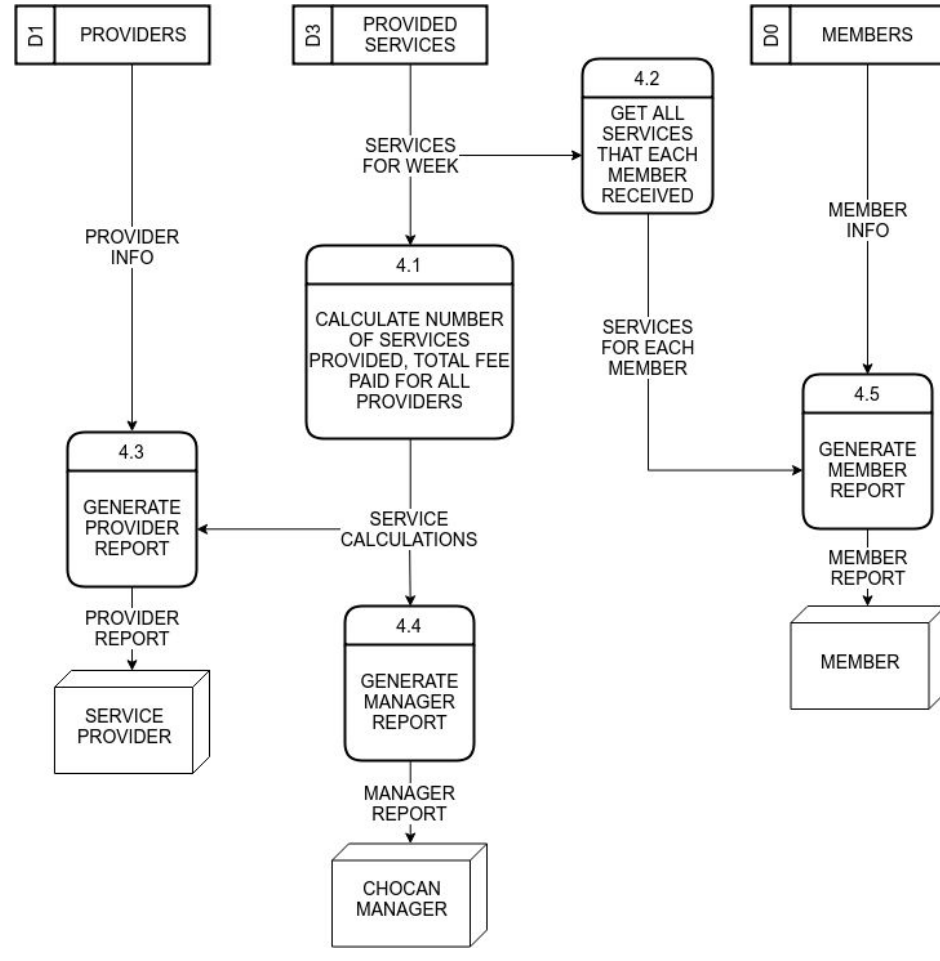 D1
PROVIDERS
D3
PROVIDED
SERVICES
D0
MEMBERS
4.2
GET ALL
SERVICES
THAT EACH
MEMBER
RECEIVED
SERVICES
FOR WEEK
PROVIDER
INFO
MEMBER
INFO
4.1
CALCULATE NUMBER
OF SERVICES
PROVIDED, TOTAL FEE
PAID FOR ALL
PROVIDERS
SERVICES
FOR EACH
MEMBER
4.5
GENERATE
MEMBER
REPORT
4.3
GENERATE
PROVIDER
REPORT
SERVICE
CALCULATIONS
MEMBER
REPORT
PROVIDER
REPORT
4.4
GENERATE
MANAGER
REPORT
MEMBER
SERVICE
PROVIDER
MANAGER
REPORT
CHOCAN
MANAGER